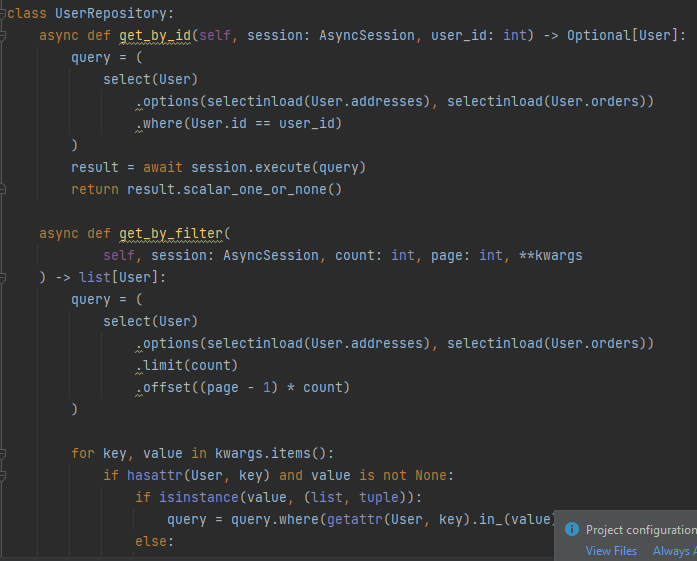 class UserRepository:
    async def get_by_id(self, session: AsyncSession, user_id: int) -> Optional[User]:
        query = (
            select(User)
                .options(selectinload(User.addresses), selectinload(User.orders))
                .where(User.id == user_id)
        )
        result = await session.execute(query)
        return result.scalar_one_or_none()

    async def get_by_filter(
            self, session: AsyncSession, count: int, page: int, **kwargs
    ) -> list[User]:
        query = (
            select(User)
                .options(selectinload(User.addresses), selectinload(User.orders))
                .limit(count)
                .offset((page - 1) * count)
        )

        for key, value in kwargs.items():
            if hasattr(User, key) and value is not None:
                if isinstance(value, (list, tuple)):
                    query = query.where(getattr(User, key).in_(value)
                else:
Project configuration
View Files Always A